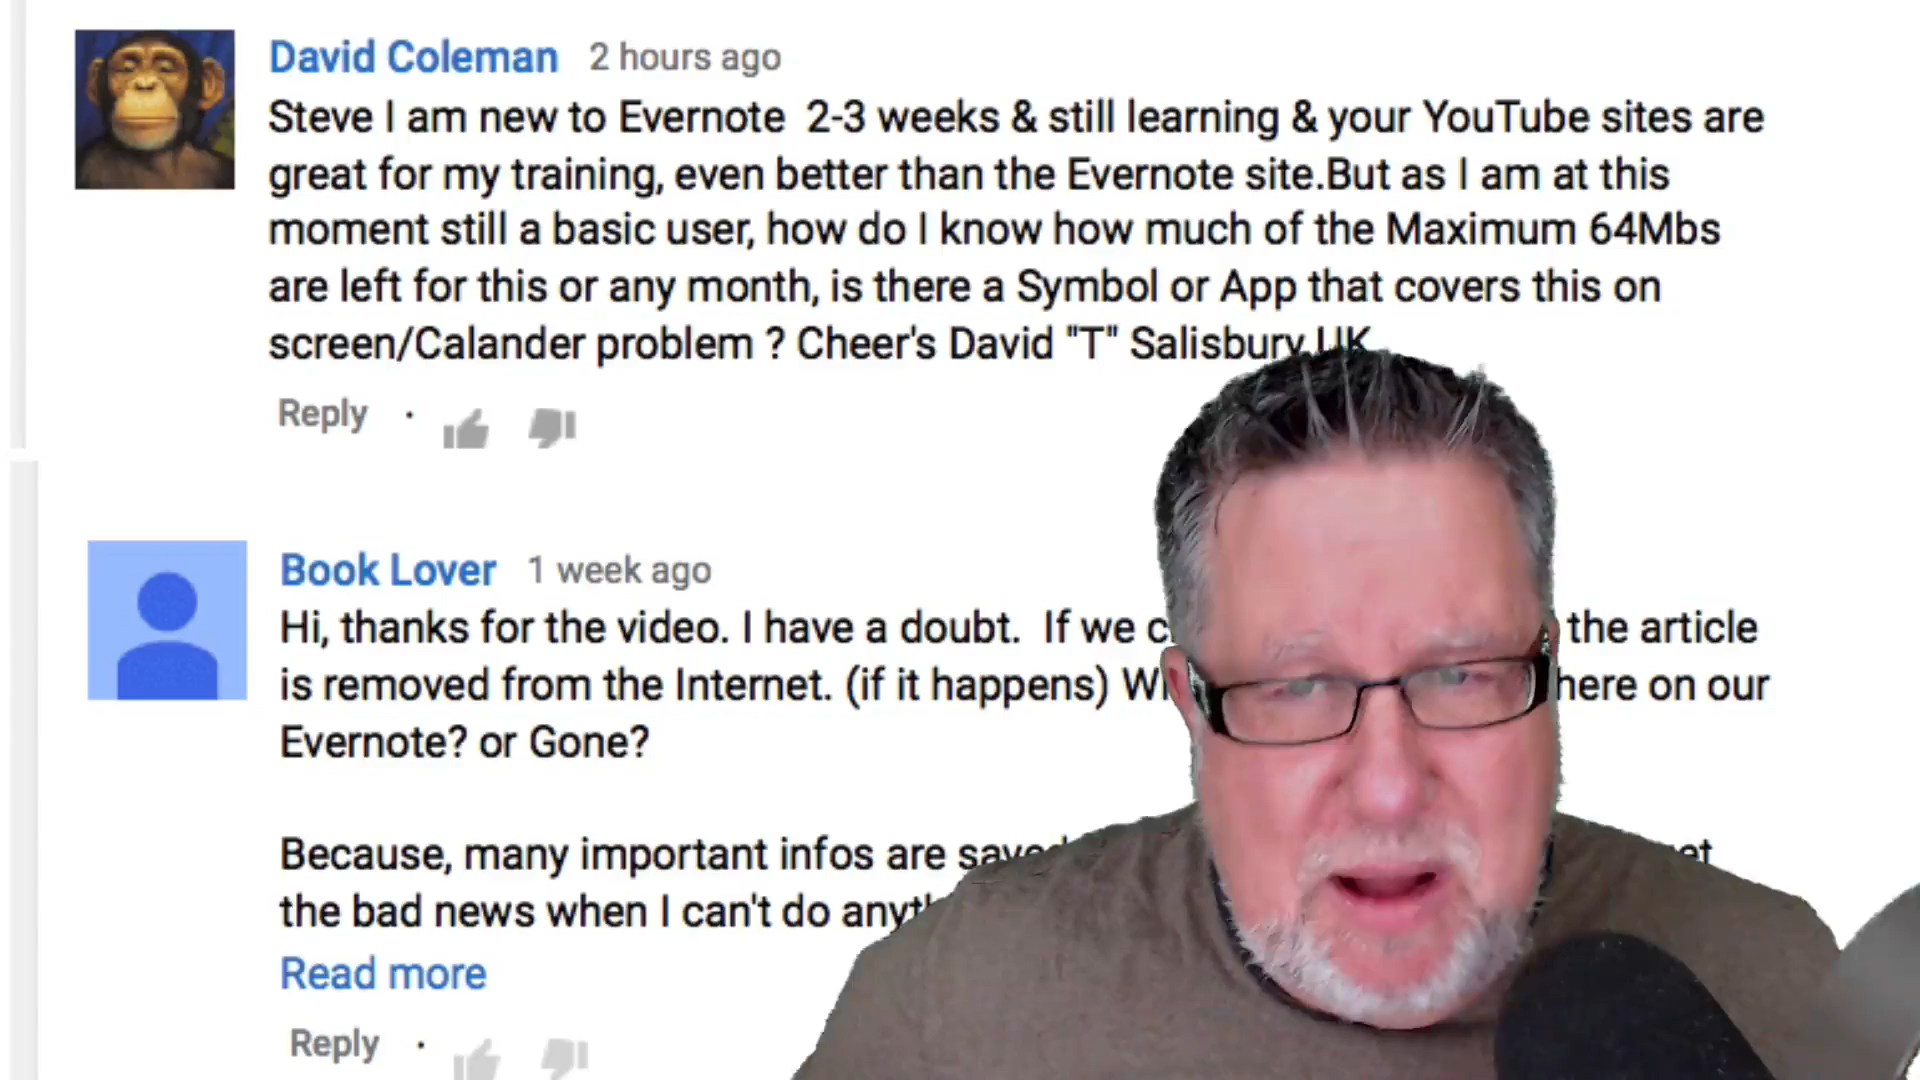 David Coleman 2 hours ago
Steve I am new to Evernote 2-3 weeks & still learning & your YouTube sites are
great for my training, even better than the Evernote site.But as I am at this
moment still a basic user, how do I know how much of the Maximum 64Mbs
are left for this or any month, is there a Symbol or App that covers this on
screen/Calander problem ? Cheer's David "T" Salisbury UK
Reply ·
Book Lover 1 week ago
Hi, thanks for the video. I have a doubt. If we the article
is removed from the Internet. (if it happens) here on our
Evernote? or Gone?
Because, many important infos are
the bad news when I can't do
Read more
Reply ·